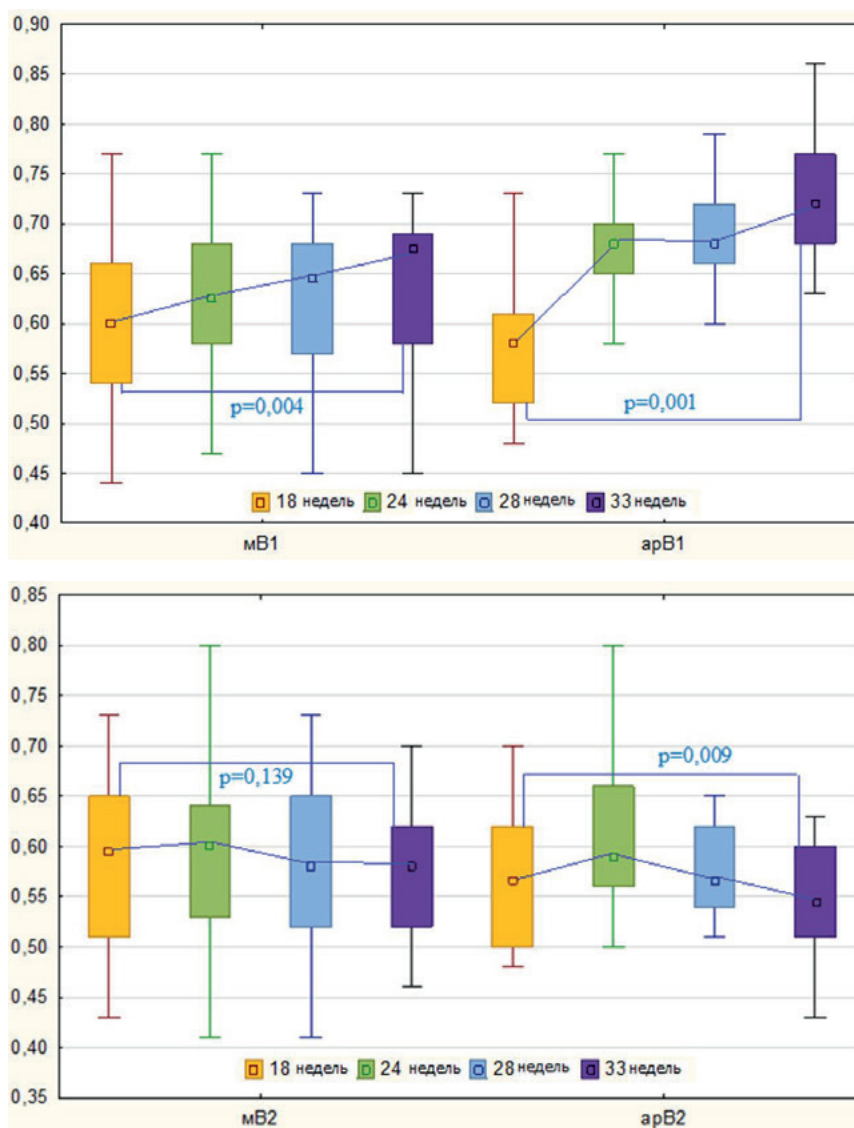 0,90
0,85
0,80
0,75
0,70
0,65
0,60
0,55
0,50
0,45
0,40
p=0,004
p=0,001
18 недель 24 недель 28 недель 33 недель
мВ1 арВ1
0,85
0,80
0,75
0,70
0,65
0,60
0,55
0,50
0,45
0,40
0,35
p=0,139
p=0,009
18 недель 24 недель 28 недель 33 недель
мВ2 арВ2